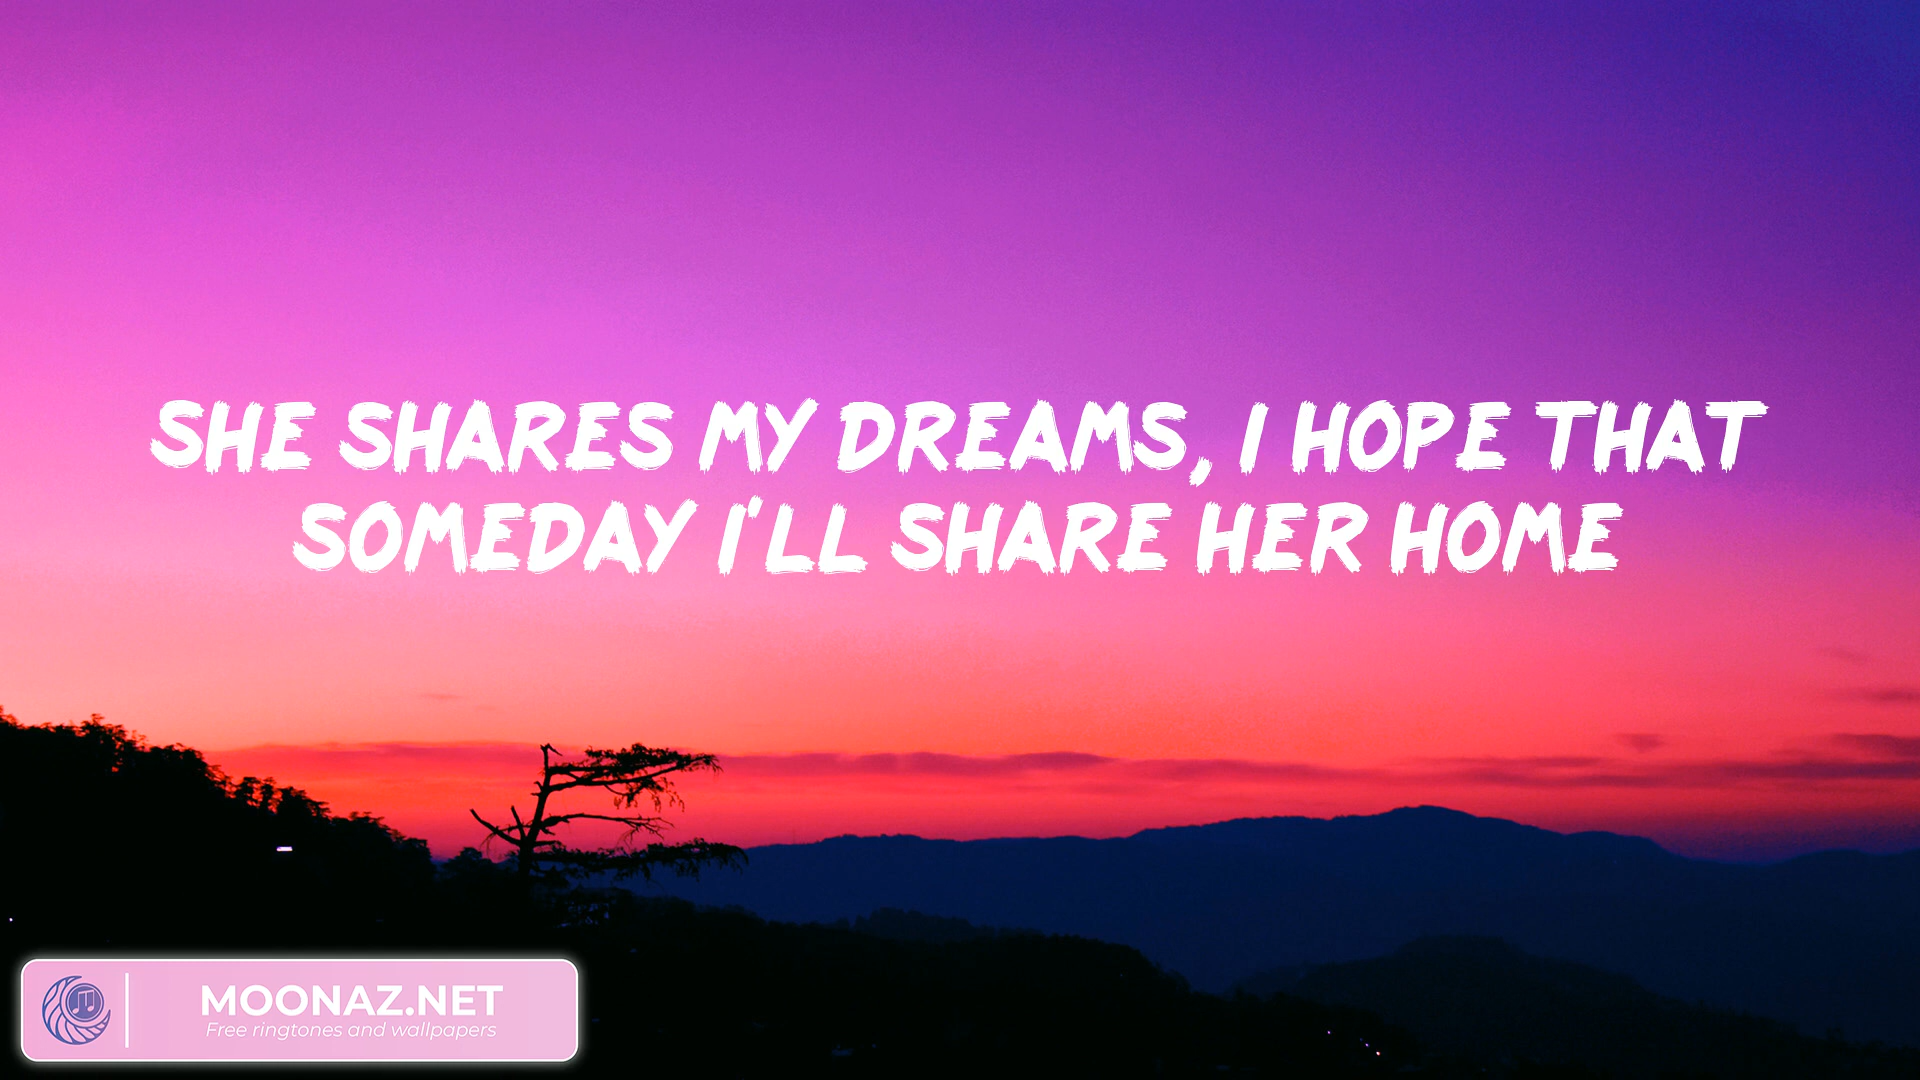 SHE SHARES MY DREAMS, I HOPE THAT
SOMEDAY I'LL SHARE HER HOME
MOONAZ.NET
Free ringtones and wallpapers